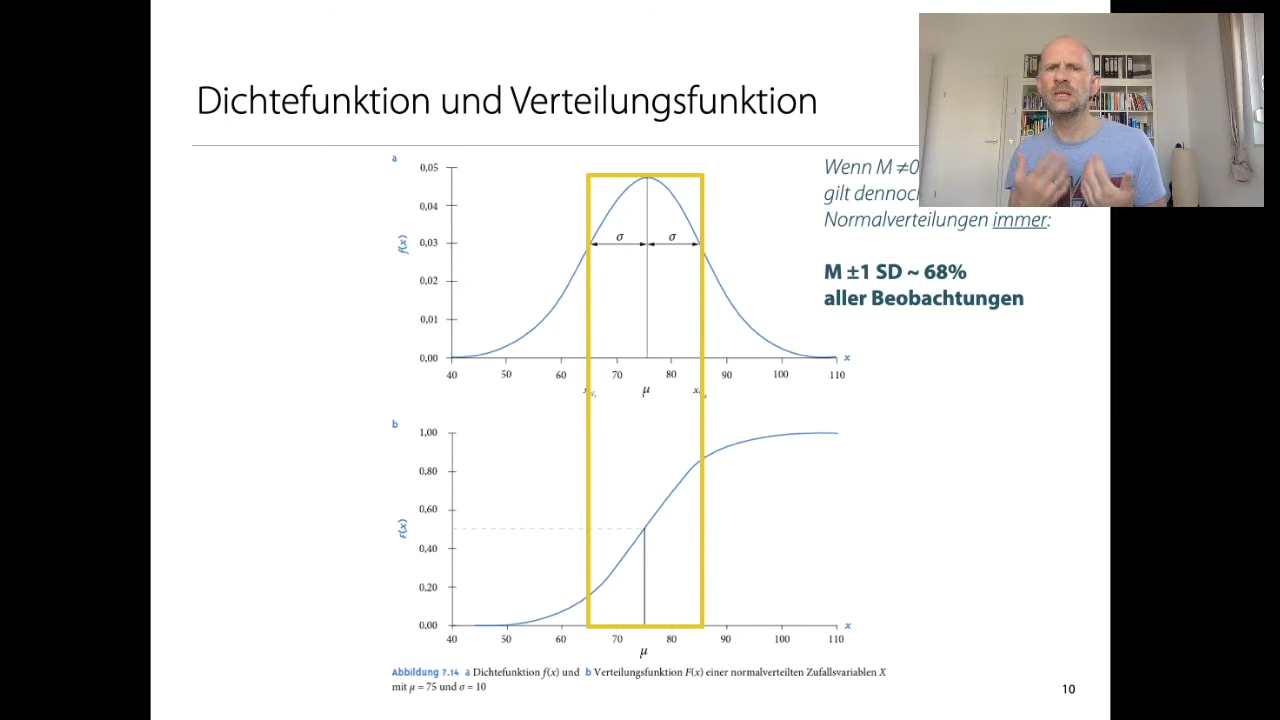 Dichtefunktion und Verteilungsfunktion
Wenn M ≠0
gilt dennoch
Normalverteilungen immer:
M ±1 SD ~ 68%
aller Beobachtungen
a
0,05
0,04
0,03
0,02
0,01
0,00
f(x)
σ σ
40 50 60 70 80 90 100 110 x
μ
b
1,00
0,80
0,60
0,40
0,20
0,00
F(x)
40 50 60 70 80 90 100 110 x
μ
Abbildung 7.14 a Dichtefunktion f(x) und b Verteilungsfunktion F(x) einer normalverteilten Zufallsvariablen X
mit μ = 75 und σ = 10
10